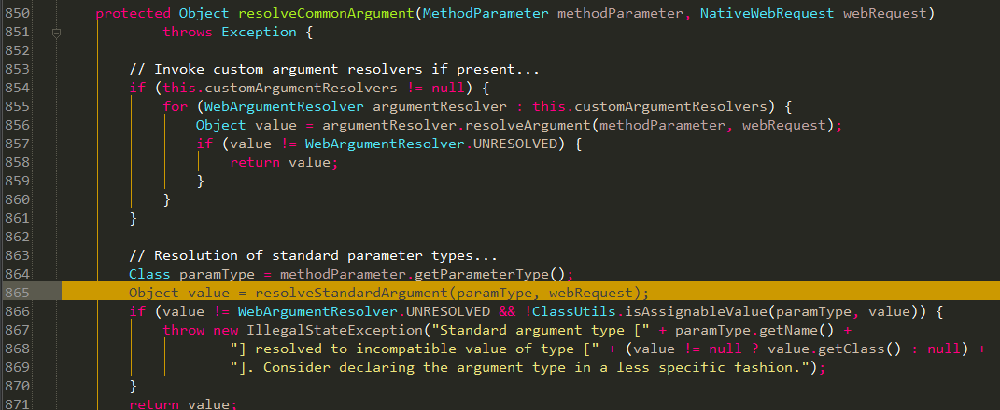 850 protected Object resolveCommonArgument(MethodParameter methodParameter, NativeWebRequest webRequest)
851 throws Exception {
852
853 // Invoke custom argument resolvers if present...
854 if (this.customArgumentResolvers != null) {
855 for (WebArgumentResolver argumentResolver : this.customArgumentResolvers) {
856 Object value = argumentResolver.resolveArgument(methodParameter, webRequest);
857 if (value != WebArgumentResolver.UNRESOLVED) {
858 return value;
859 }
860 }
861 }
862
863 // Resolution of standard parameter types...
864 Class paramType = methodParameter.getParameterType();
865 Object value = resolveStandardArgument(paramType, webRequest);
866 if (value != WebArgumentResolver.UNRESOLVED && !ClassUtils.isAssignableValue(paramType, value)) {
867 throw new IllegalStateException("Standard argument type [" + paramType.getName() +
868 "] resolved to incompatible value of type [" + (value != null ? value.getClass() : null) +
869 "]. Consider declaring the argument type in a less specific fashion.");
870 }
871 return value;